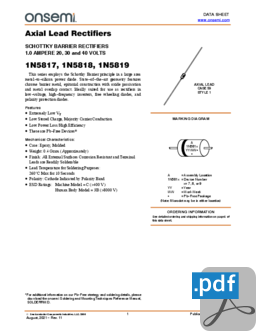 onsemi
DATA SHEET
www.onsemi.com
Axial Lead Rectifiers
SCHOTTKY BARRIER RECTIFIERS
1.0 AMPERE 20, 30 and 40 VOLTS
1N5817, 1N5818, 1N5819
This series employs the Schottky Barrier principle in a large area
metal-to-silicon power diode. State-of-the-art geometry features
chrome barrier metal, epitaxial construction with oxide passivation
and metal overlap contact. Ideally suited for use as rectifiers in
low-voltage, high-frequency inverters, free wheeling diodes, and
polarity protection diodes.
Features
• Extremely Low VF
• Low Stored Charge, Majority Carrier Conduction
• Low Power Loss/High Efficiency
• These are Pb-Free Devices*
Mechanical Characteristics:
• Case: Epoxy, Molded
• Weight: 0.4 Gram (Approximately)
• Finish: All External Surfaces Corrosion Resistant and Terminal
Leads are Readily Solderable
• Lead Temperature for Soldering Purposes:
260°C Max for 10 Seconds
• Polarity: Cathode Indicated by Polarity Band
• ESD Ratings: Machine Model = C (>400 V)
Human Body Model = 3B (>8000 V)
AXIAL LEAD
CASE 59
STYLE 1
MARKING DIAGRAM
A = Assembly Location
= Device Number
= 7, 8, or 9
YY = Year
WW = Work Week
= Pb-Free Package
(Note: Microdot may be in either location)
ORDERING INFORMATION
See detailed ordering and shipping information on page
of this data sheet.
*For additional information on our Pb-Free strategy and soldering details, please
download the onsemi Soldering and Mounting Techniques Reference Manual,
SOLDERRM/D.
August, 2021 - Rev. 11
1
.pdf